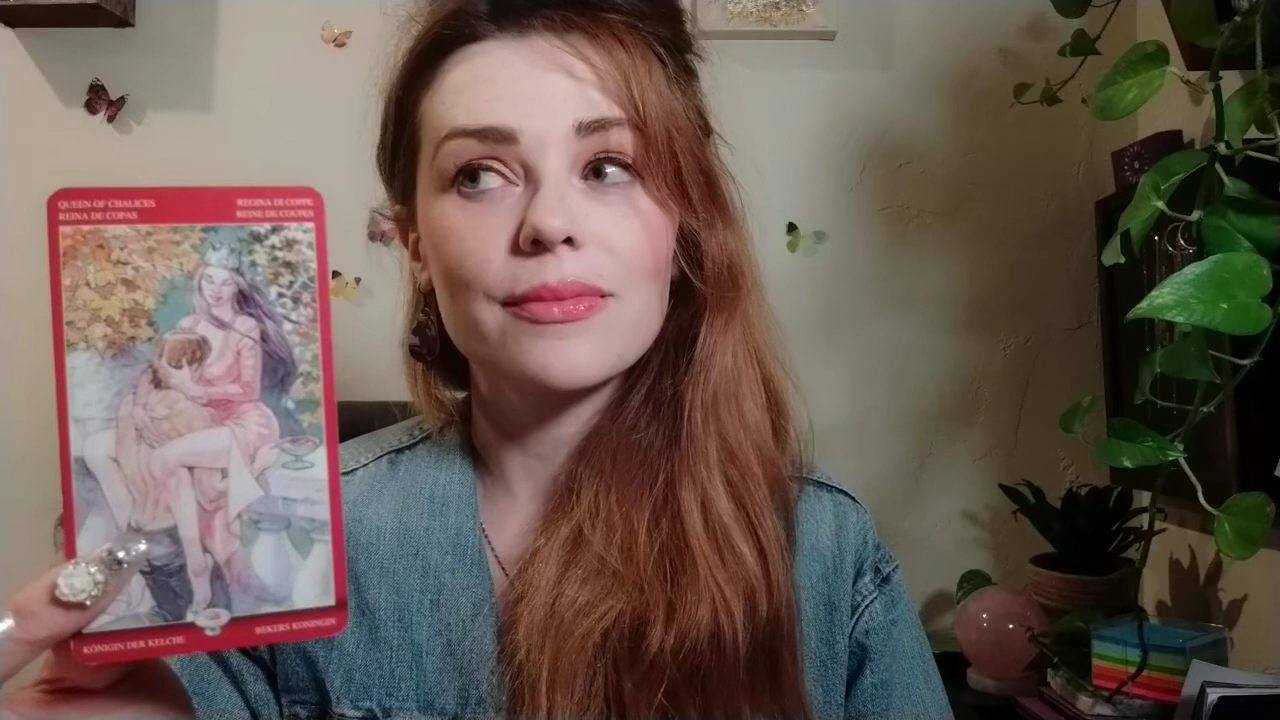 QUEEN OF CHALICES
REINA DE COPAS
REGINA DI COPPE
REINE DE COUPES
KÖNIGIN DER KELCHE
BEKERS KONINGIN